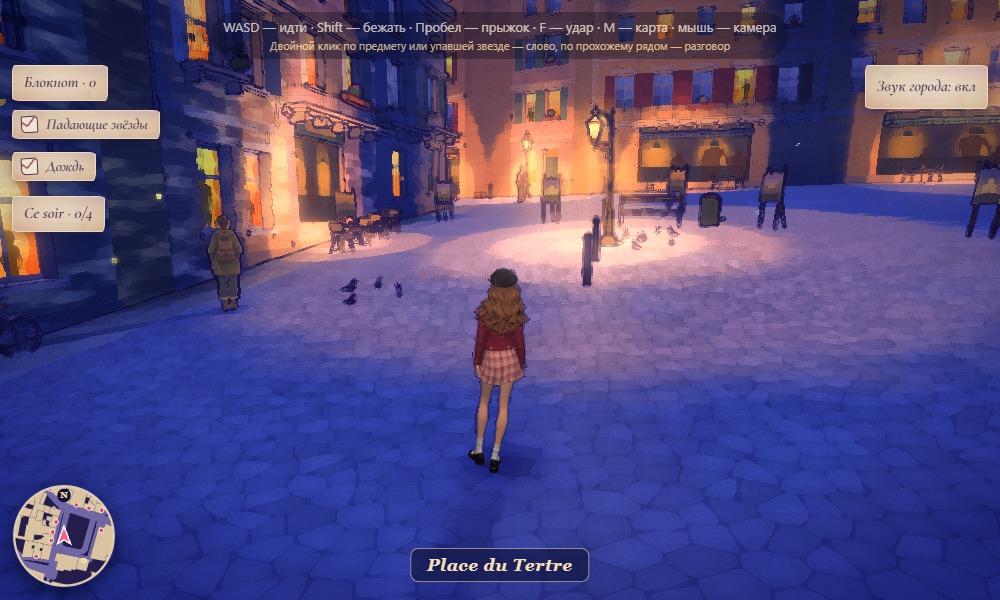 WASD — идти · Shift — бежать · Пробел — прыжок · F — удар · M — карта · мышь — камера
Двойной клик по предмету или упавшей звезде — слово, по прохожему рядом — разговор
Блокнот · 0
Звук города: вкл
Падающие звёзды
Дождь
Ce soir · 0/4
N
Place du Tertre